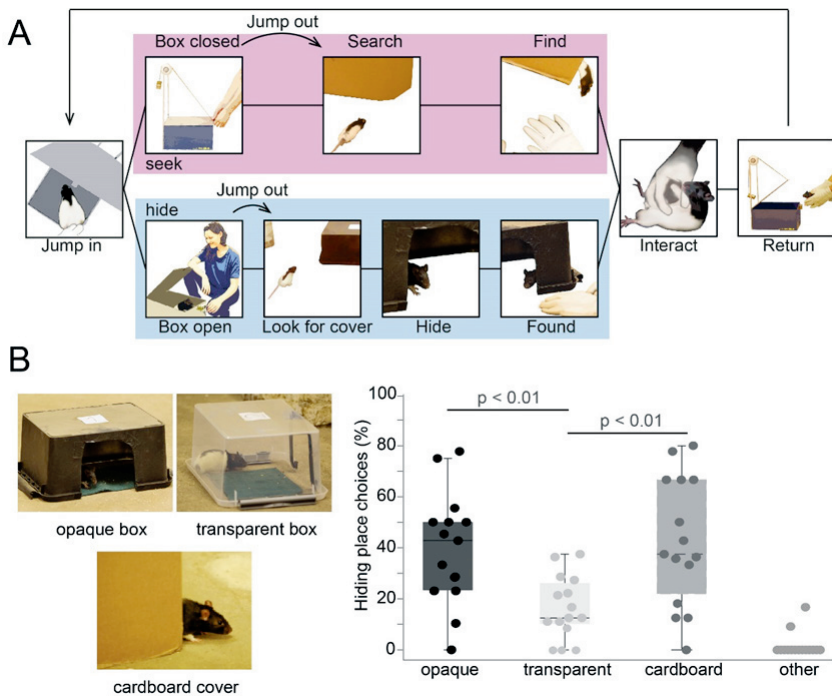 A
Jump out
Box closed
Search
Find
seek
Jump in
hide
Jump out
Box open
Look for cover
Hide
Found
Interact
Return
B
opaque box
transparent box
cardboard cover
Hiding place choices (%)
100
80
60
40
20
0
p < 0.01
p < 0.01
opaque
transparent
cardboard
other